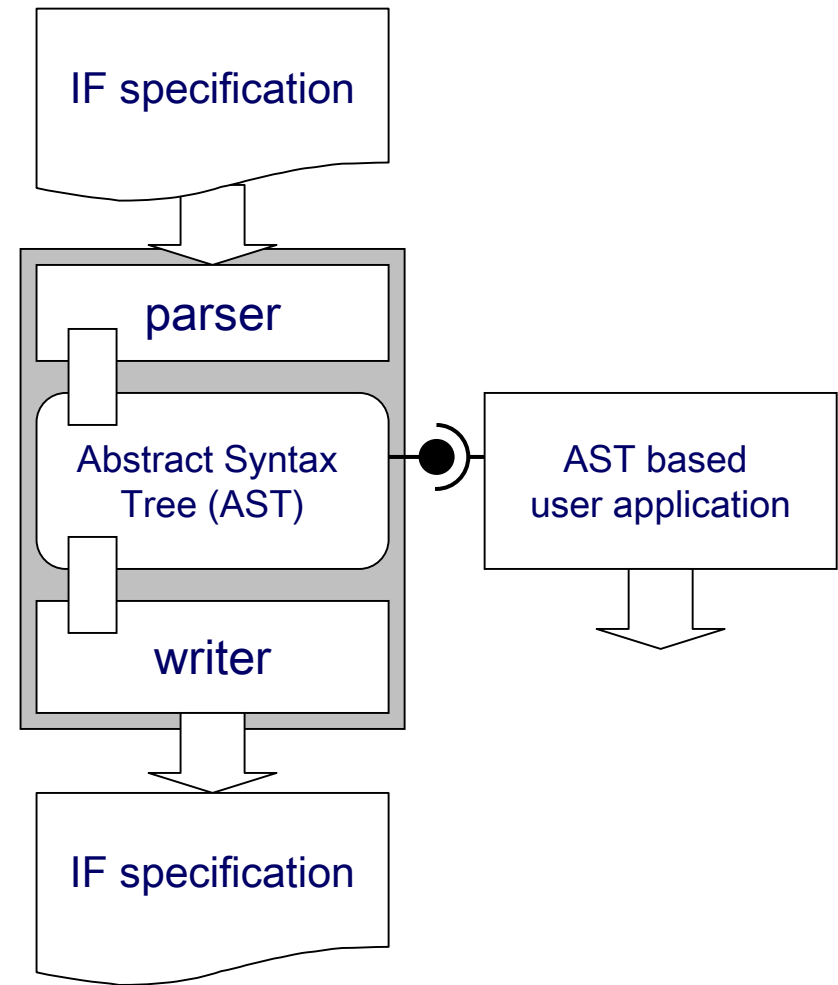 IF specification
parser
Abstract Syntax
Tree (AST)
AST based
user application
writer
IF specification